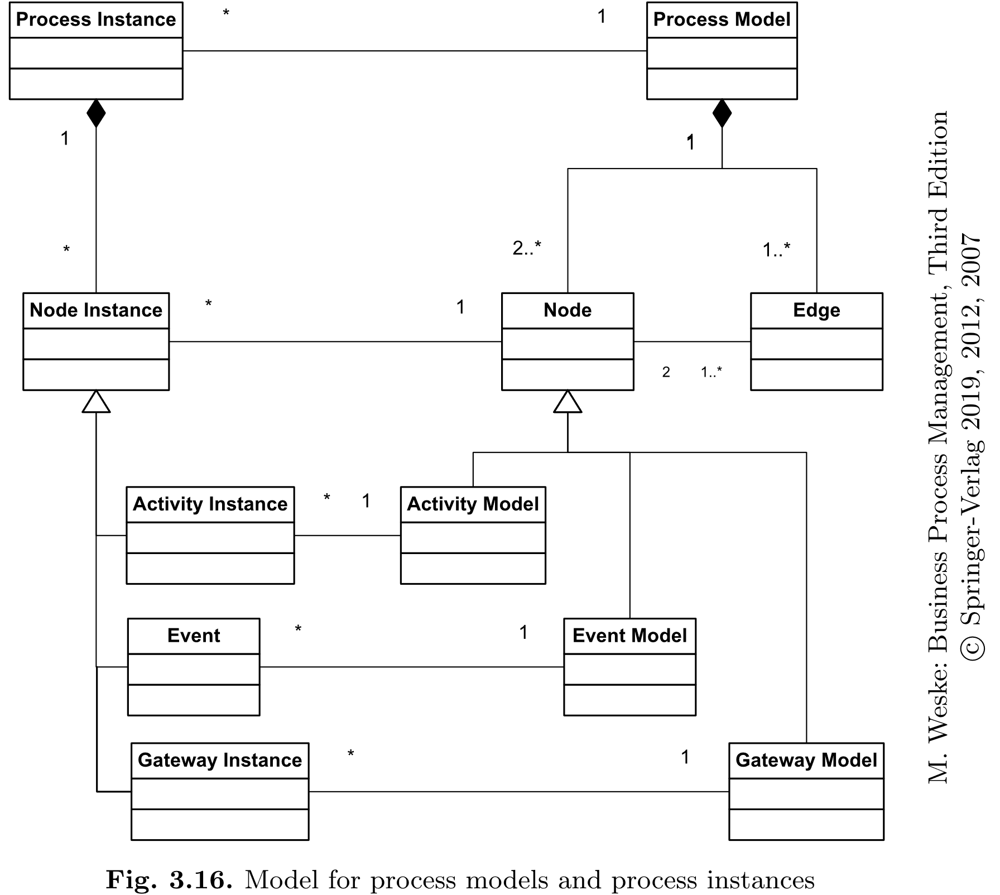 Process Instance
*
1
Process Model
1
1
*
2..*
1..*
Node Instance
*
1
Node
Edge
2
1..*
Activity Instance
*
1
Activity Model
Event
*
1
Event Model
Gateway Instance
*
1
Gateway Model
M. Weske: Business Process Management, Third Edition
© Springer-Verlag 2019, 2012, 2007
Fig. 3.16. Model for process models and process instances